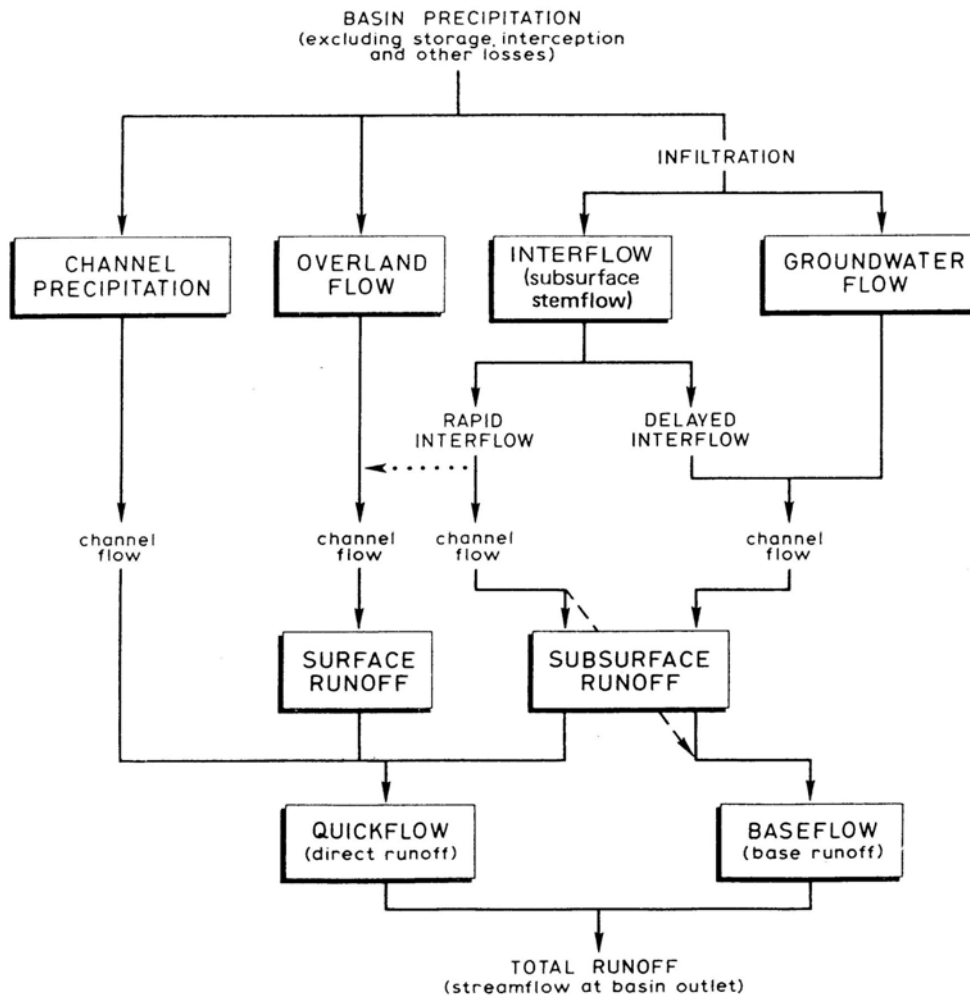 BASIN PRECIPITATION
(excluding storage, interception
and other losses)
INFILTRATION
CHANNEL
PRECIPITATION
OVERLAND
FLOW
INTERFLOW
(subsurface
stemflow)
GROUNDWATER
FLOW
RAPID
INTERFLOW
DELAYED
INTERFLOW
channel
flow
channel
flow
channel
flow
channel
flow
SURFACE
RUNOFF
SUBSURFACE
RUNOFF
QUICKFLOW
(direct runoff)
BASEFLOW
(base runoff)
TOTAL RUNOFF
(streamflow at basin outlet)